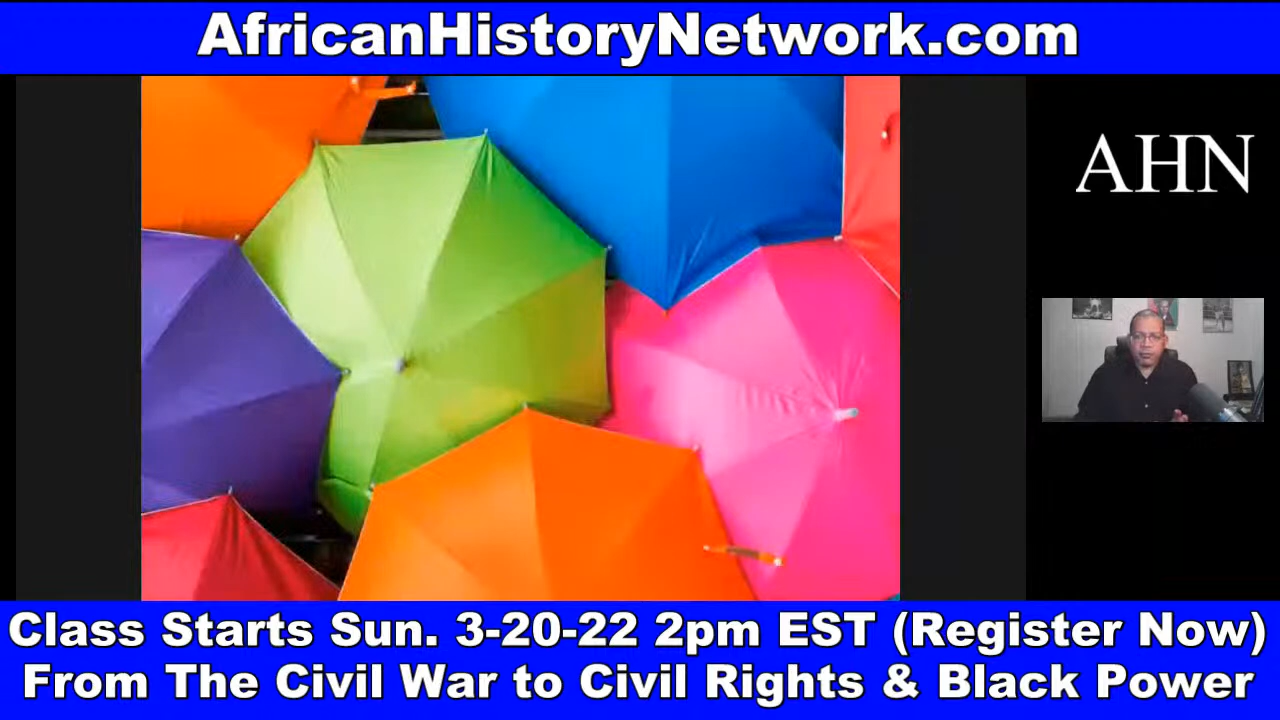 AfricanHistoryNetwork.com
AHN
Class Starts Sun. 3-20-22 2pm EST (Register Now)
From The Civil War to Civil Rights & Black Power